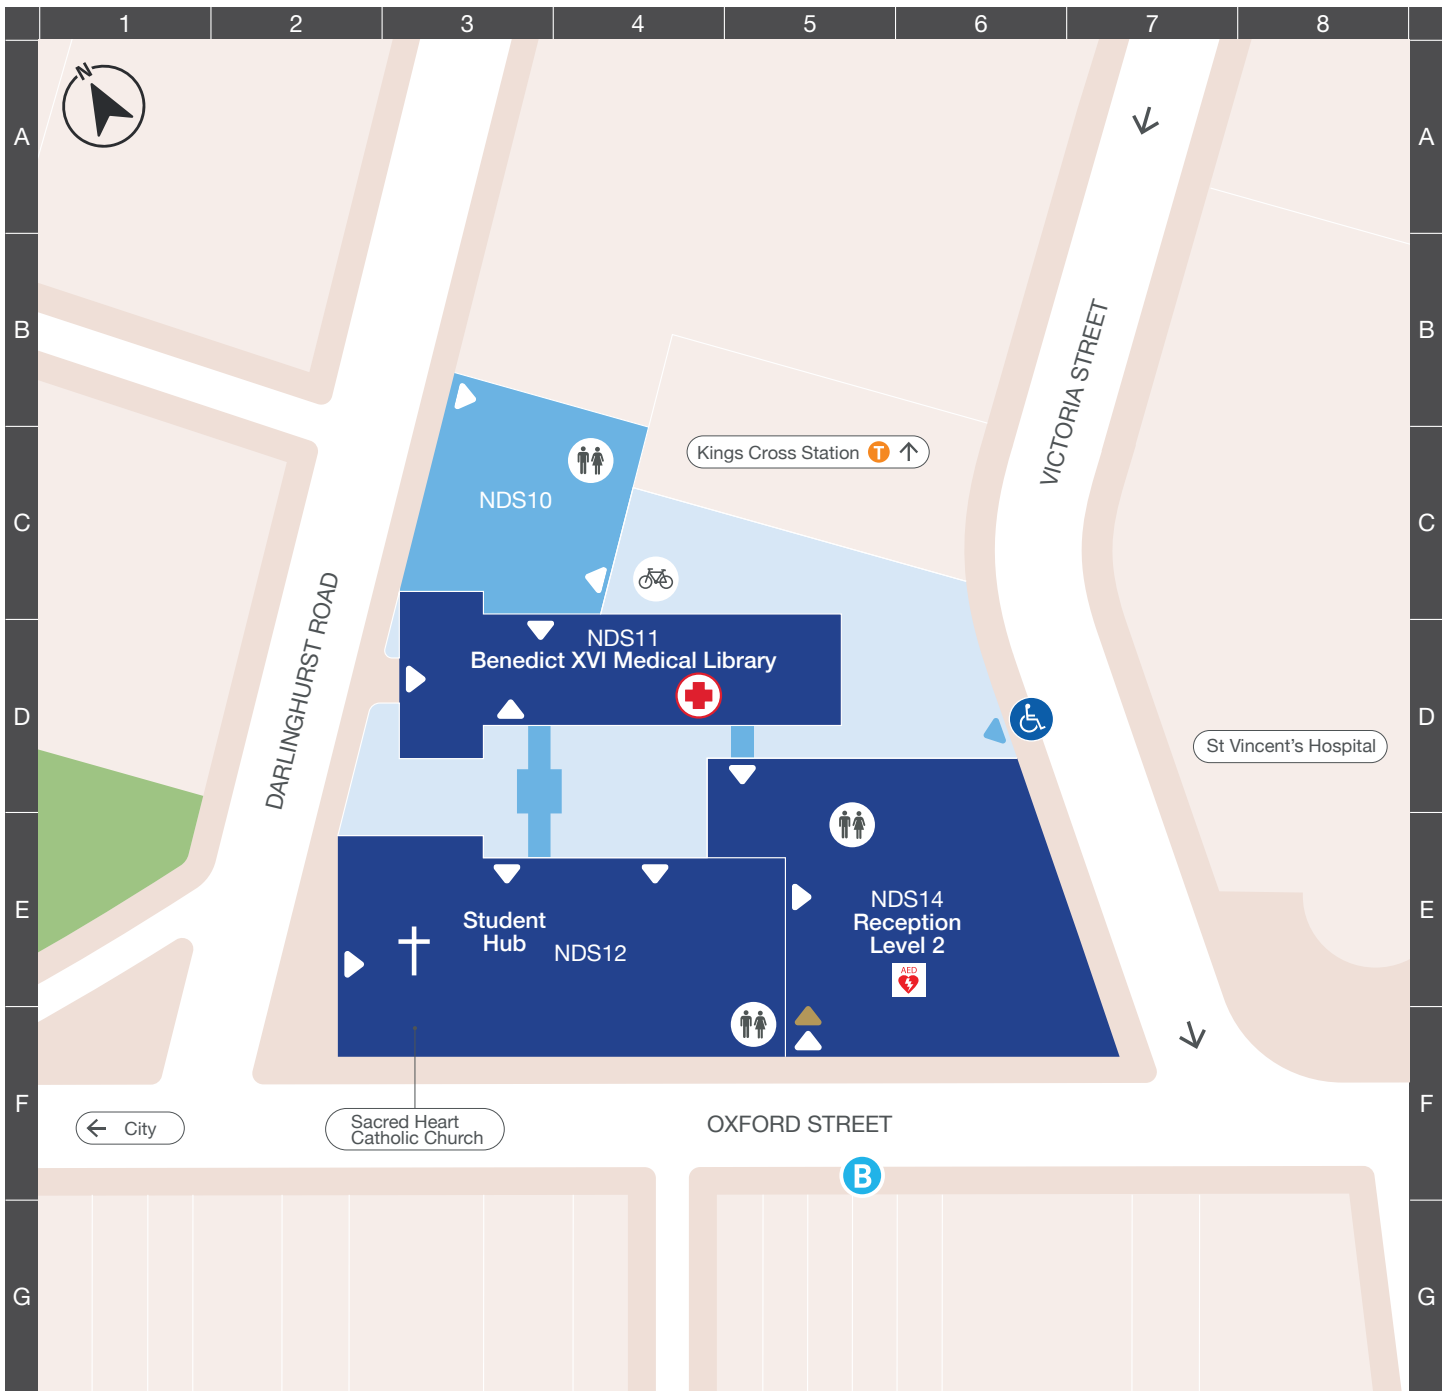 1 2 3 4 5 6 7 8
N
A A
B B
VICTORIA STREET
Kings Cross Station T
C C
NDS10
DARLINGHURST ROAD
NDS11
Benedict XVI Medical Library
D D
St Vincent's Hospital
E E
NDS14
Reception
Level 2
AED
Student
Hub
NDS12
F F
City
Sacred Heart
Catholic Church
OXFORD STREET
B
G G